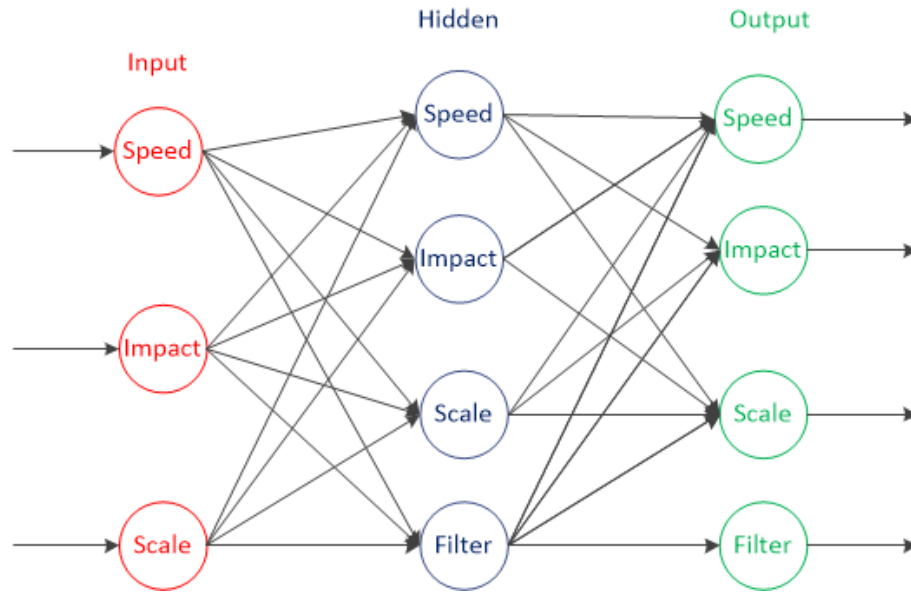 Input
Speed
Impact
Scale
Hidden
Speed
Impact
Scale
Filter
Output
Speed
Impact
Scale
Filter